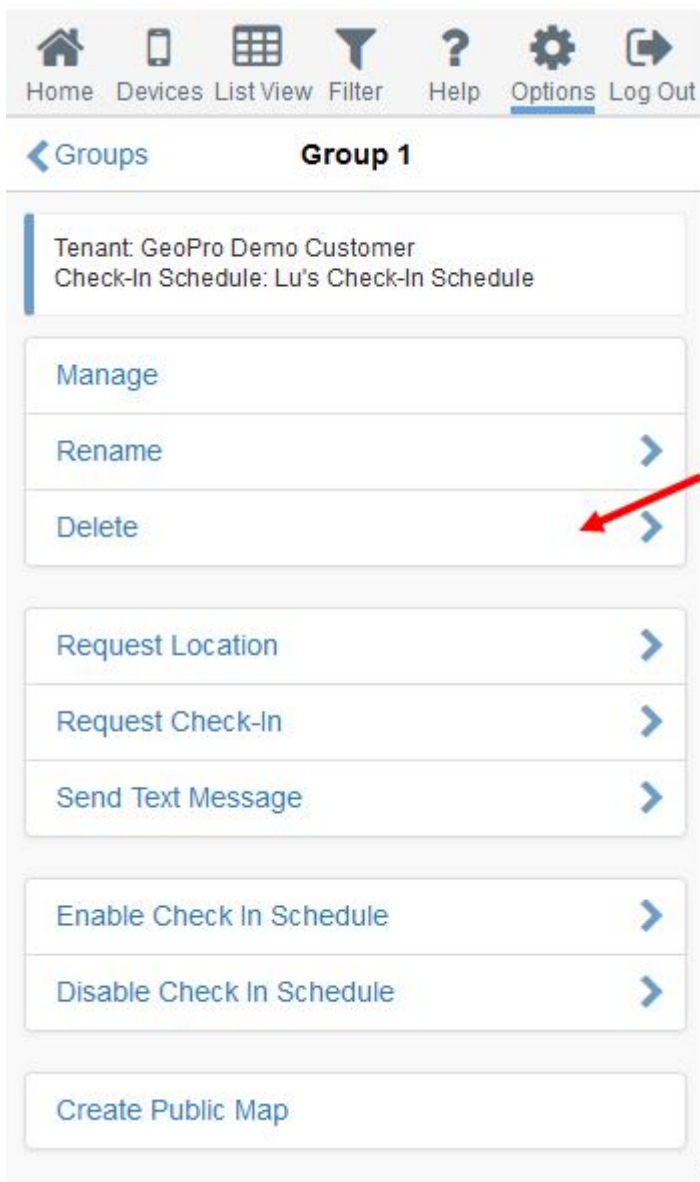 Home Devices List View Filter Help Options Log Out
Groups Group 1
Tenant: GeoPro Demo Customer
Check-In Schedule: Lu's Check-In Schedule
Manage
Rename
Delete
Request Location
Request Check-In
Send Text Message
Enable Check In Schedule
Disable Check In Schedule
Create Public Map